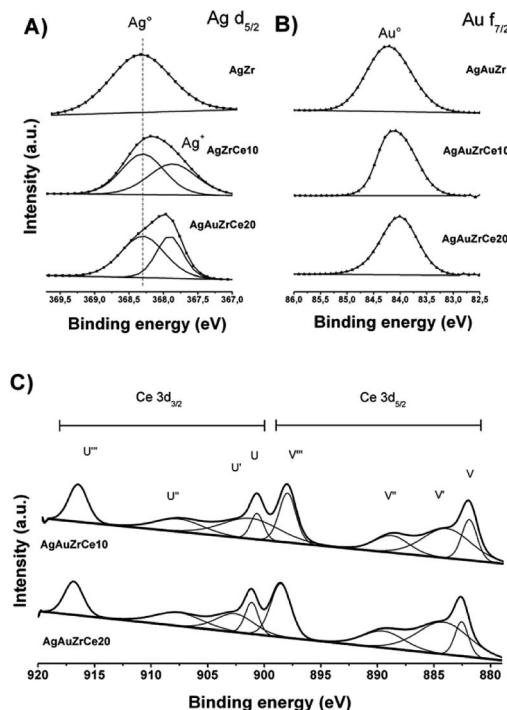 A)
Ag°
Ag d5/2
AgZr
Ag+
AgZrCe10
AuAuZrCe20
369,5 369,0 368,5 368,0 367,5 367,0
Binding energy (eV)
Intensity (a.u.)
B)
Au°
Au f7/2
AgAuZr
AgAuZrCe10
AgAuZrCe20
86,0 85,5 85,0 84,5 84,0 83,5 83,0 82,5
Binding energy (eV)
C)
Ce 3d3/2
Ce 3d5/2
U''' U'' U' U V''' V'' V' V
AgAuZrCe10
AgAuZrCe20
920 915 910 905 900 895 890 885 880
Binding energy (eV)
Intensity (a.u.)